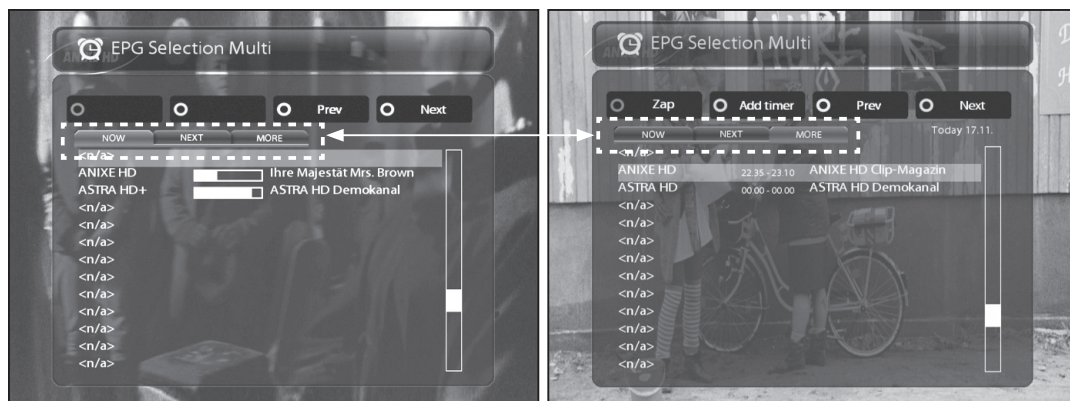 EPG Selection Multi
Prev Next
NOW NEXT MORE
<n/a>
ANIXE HD Ihre Majestät Mrs. Brown
ASTRA HD+ ASTRA HD Demokanal
<n/a>
<n/a>
<n/a>
<n/a>
<n/a>
<n/a>
<n/a>
<n/a>
<n/a>
<n/a>
EPG Selection Multi
Zap Add timer Prev Next
NOW NEXT MORE Today 17.11.
<n/a>
ANIXE HD 22.35 - 23 10 ANIXE HD Clip-Magazin
ASTRA HD 00.00 - 00.00 ASTRA HD Demokanal
<n/a>
<n/a>
<n/a>
<n/a>
<n/a>
<n/a>
<n/a>
<n/a>
<n/a>
<n/a>